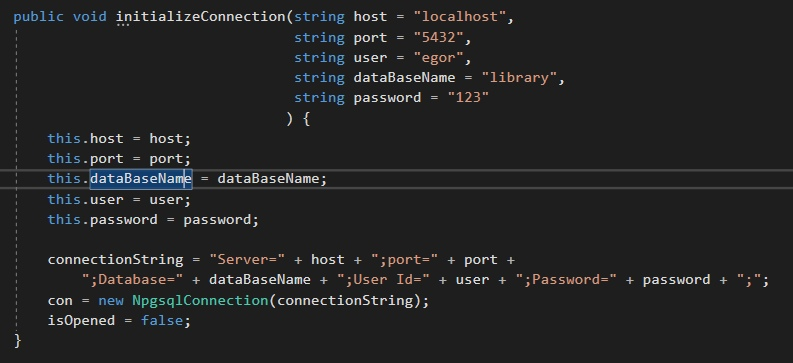 public void initializeConnection(string host = "localhost",
string port = "5432",
string user = "egor",
string dataBaseName = "library",
string password = "123"
) {
this.host = host;
this.port = port;
this.dataBaseName = dataBaseName;
this.user = user;
this.password = password;
connectionString = "Server=" + host + ";port=" + port +
";Database=" + dataBaseName + ";User Id=" + user + ";Password=" + password + ";";
con = new NpgsqlConnection(connectionString);
isOpened = false;
}